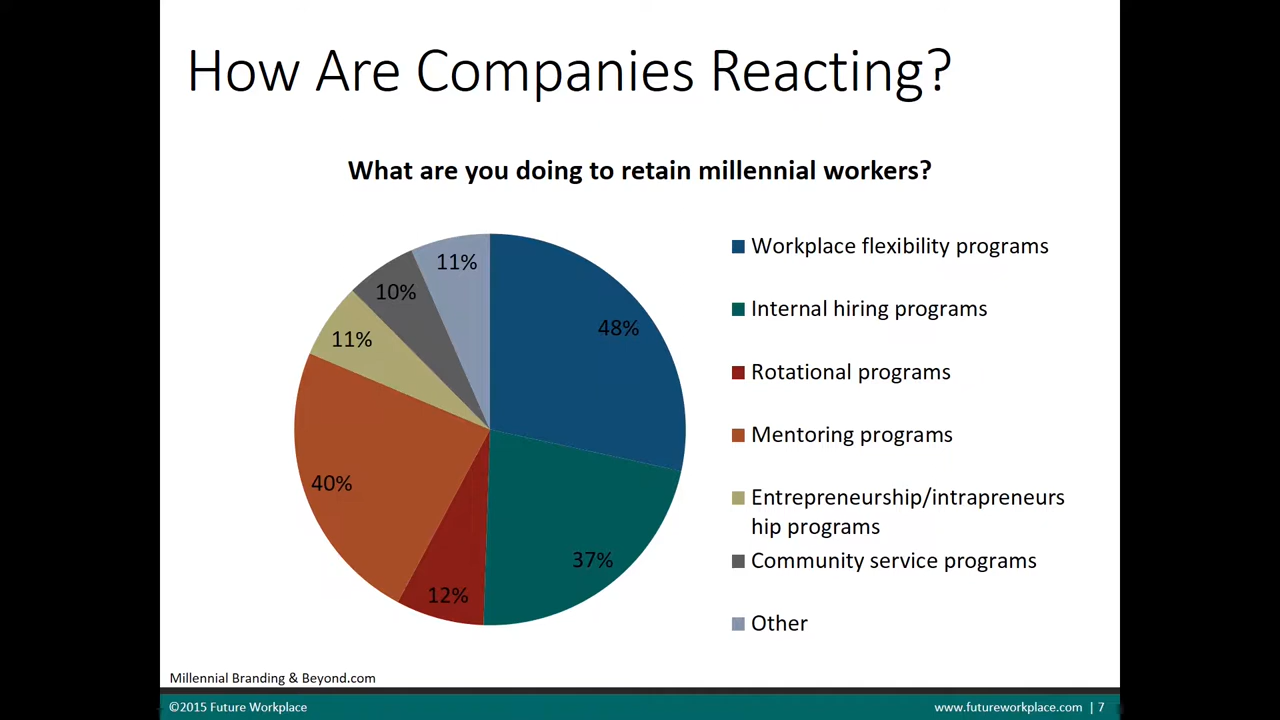 How Are Companies Reacting?
What are you doing to retain millennial workers?
11%
10%
48%
11%
40%
37%
12%
Workplace flexibility programs
Internal hiring programs
Rotational programs
Mentoring programs
Entrepreneurship/intrapreneurs
hip programs
Community service programs
Other
Millennial Branding & Beyond.com
©2015 Future Workplace
www.futureworkplace.com | 7